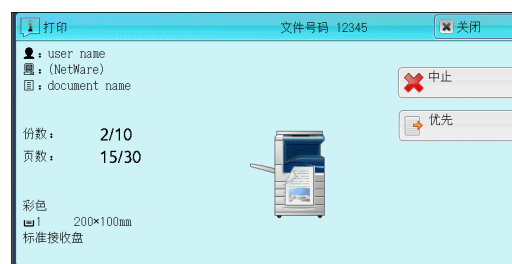 打印 文件号码 12345 关闭
: user name
: (NetWare)
: document name
中止
优先
份数: 2/10
页数: 15/30
彩色
1 200×100mm
标准接收盘